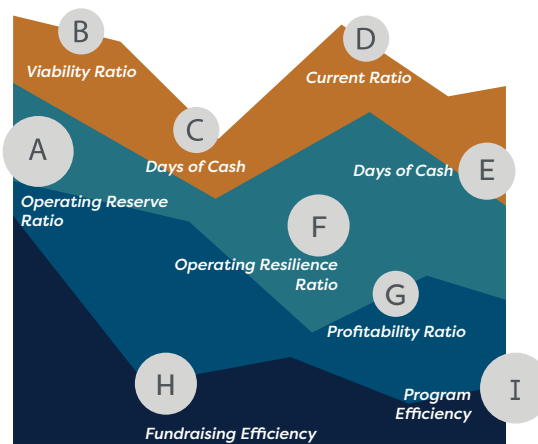 B
Viability Ratio
D
Current Ratio
C
Days of Cash
A
Operating Reserve
Ratio
Days of Cash
E
F
Operating Resilience
Ratio
G
Profitability Ratio
H
Fundraising Efficiency
I
Program
Efficiency